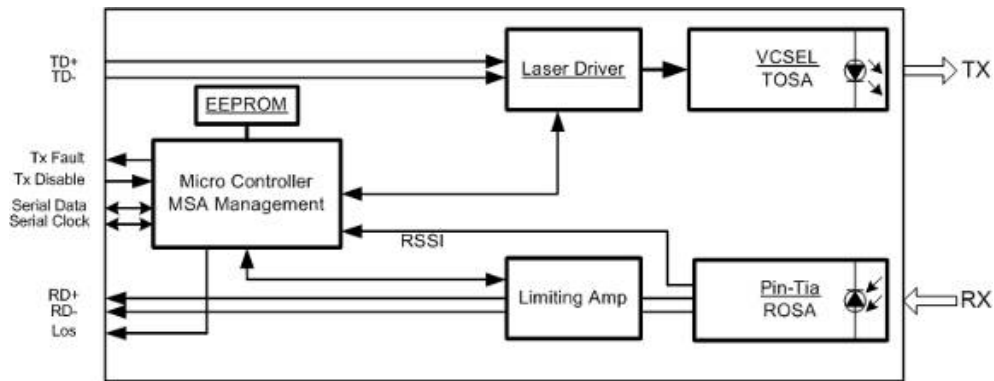 TD+
TD-
Laser Driver
VCSEL
TOSA
TX
EEPROM
Tx Fault
Tx Disable
Serial Data
Serial Clock
Micro Controller
MSA Management
RSSI
RD+
RD-
Los
Limiting Amp
Pin-Tia
ROSA
RX